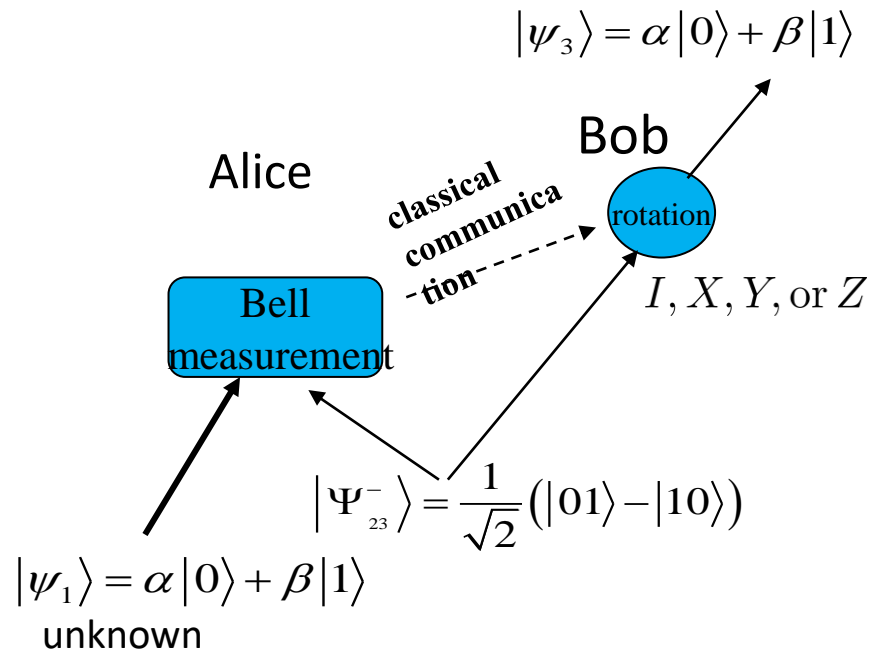 |ψ₃⟩ = α|0⟩ + β|1⟩
Bob
Alice
classical
communica
tion
rotation
I, X, Y, or Z
Bell
measurement
|Ψ⁻₂₃⟩ = 1/√2 (|01⟩ − |10⟩)
|ψ₁⟩ = α|0⟩ + β|1⟩
unknown